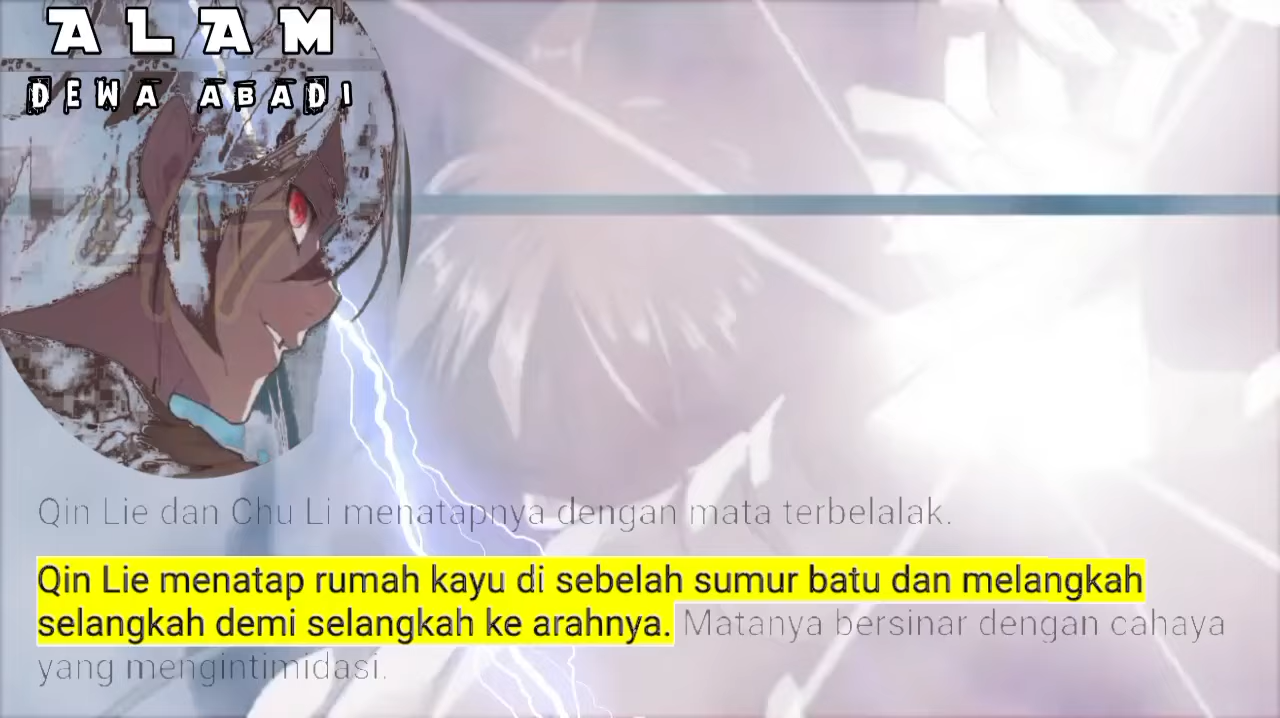 ALAM
DEWA ABADI
Qin Lie dan Chu Li menatapnya dengan mata terbelalak.
Qin Lie menatap rumah kayu di sebelah sumur batu dan melangkah
selangkah demi selangkah ke arahnya. Matanya bersinar dengan cahaya
yang mengintimidasi.